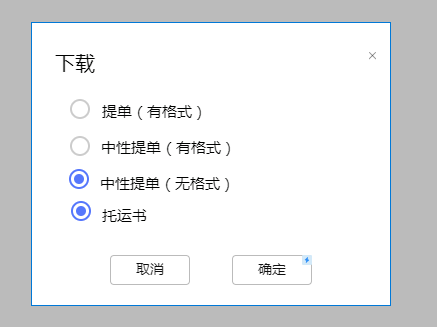 下载
提单（有格式）
中性提单（有格式）
中性提单（无格式）
托运书
取消
确定